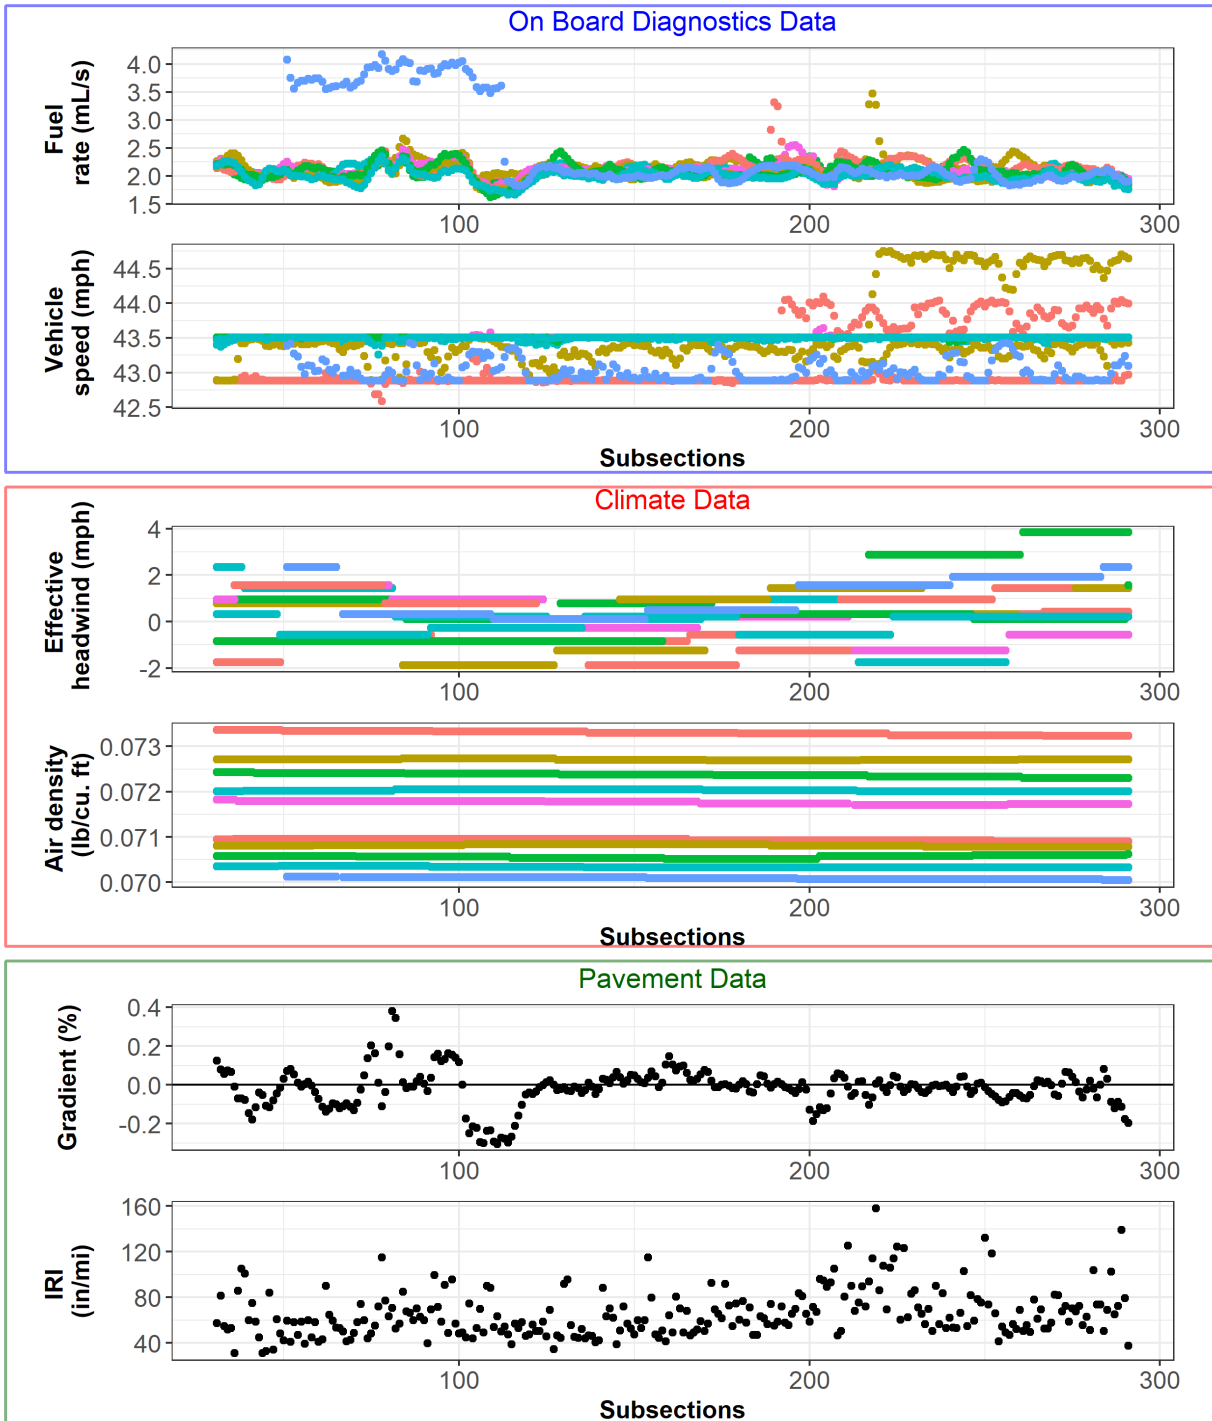 On Board Diagnostics Data
Fuel
rate (mL/s)
4.0
3.5
3.0
2.5
2.0
1.5
100
200
300
Vehicle
speed (mph)
44.5
44.0
43.5
43.0
42.5
100
200
300
Subsections
Climate Data
Effective
headwind (mph)
4
2
0
-2
100
200
300
Air density
(lb/cu. ft)
0.073
0.072
0.071
0.070
100
200
300
Subsections
Pavement Data
Gradient (%)
0.4
0.2
0.0
-0.2
100
200
300
IRI
(in/mi)
160
120
80
40
100
200
300
Subsections